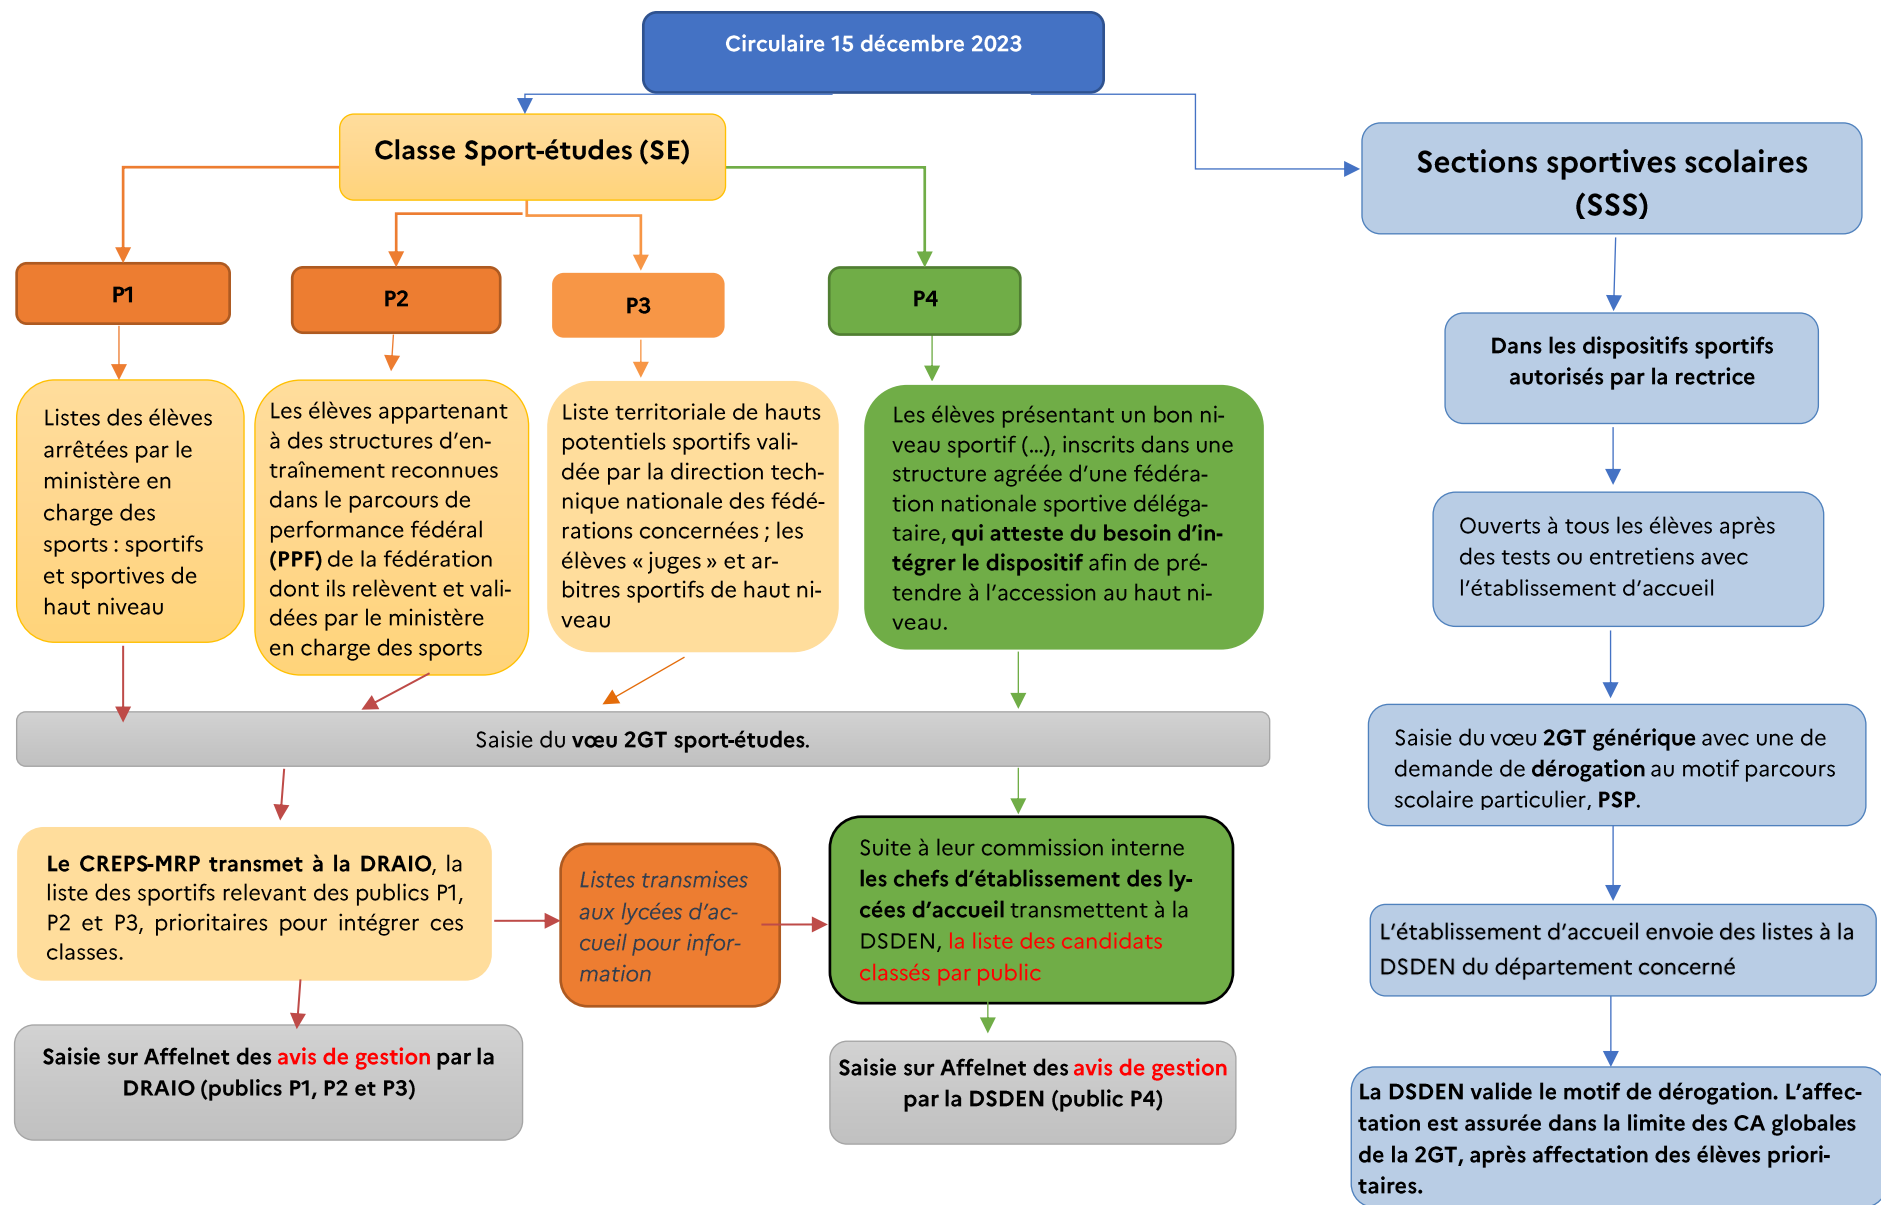 Circulaire 15 décembre 2023
Classe Sport-études (SE)
Sections sportives scolaires
(SSS)
P1
P2
P3
P4
Listes des élèves
arrêtées par le
ministère en
charge des
sports : sportifs
et sportives de
haut niveau
Les élèves appartenant
à des structures d’en-
traînement reconnues
dans le parcours de
performance fédéral
(PPF) de la fédération
dont ils relèvent et vali-
dées par le ministère
en charge des sports
Liste territoriale de hauts
potentiels sportifs vali-
dée par la direction tech-
nique nationale des fédé-
rations concernées ; les
élèves « juges » et ar-
bitres sportifs de haut ni-
veau
Les élèves présentant un bon ni-
veau sportif (…), inscrits dans une
structure agréée d’une fédéra-
tion nationale sportive déléga-
taire, qui atteste du besoin d’in-
tégrer le dispositif afin de pré-
tendre à l’accession au haut ni-
veau.
Dans les dispositifs sportifs
autorisés par la rectrice
Ouverts à tous les élèves après
des tests ou entretiens avec
l’établissement d’accueil
Saisie du vœu 2GT sport-études.
Saisie du vœu 2GT générique avec une de
demande de dérogation au motif parcours
scolaire particulier, PSP.
Le CREPS-MRP transmet à la DRAIO, la
liste des sportifs relevant des publics P1,
P2 et P3, prioritaires pour intégrer ces
classes.
Listes transmises
aux lycées d’ac-
cueil pour infor-
mation
Suite à leur commission interne
les chefs d’établissement des ly-
cées d’accueil transmettent à la
DSDEN, la liste des candidats
classés par public
L’établissement d’accueil envoie des listes à la
DSDEN du département concerné
Saisie sur Affelnet des avis de gestion par la
DRAIO (publics P1, P2 et P3)
Saisie sur Affelnet des avis de gestion
par la DSDEN (public P4)
La DSDEN valide le motif de dérogation. L’affec-
tation est assurée dans la limite des CA globales
de la 2GT, après affectation des élèves priori-
taires.